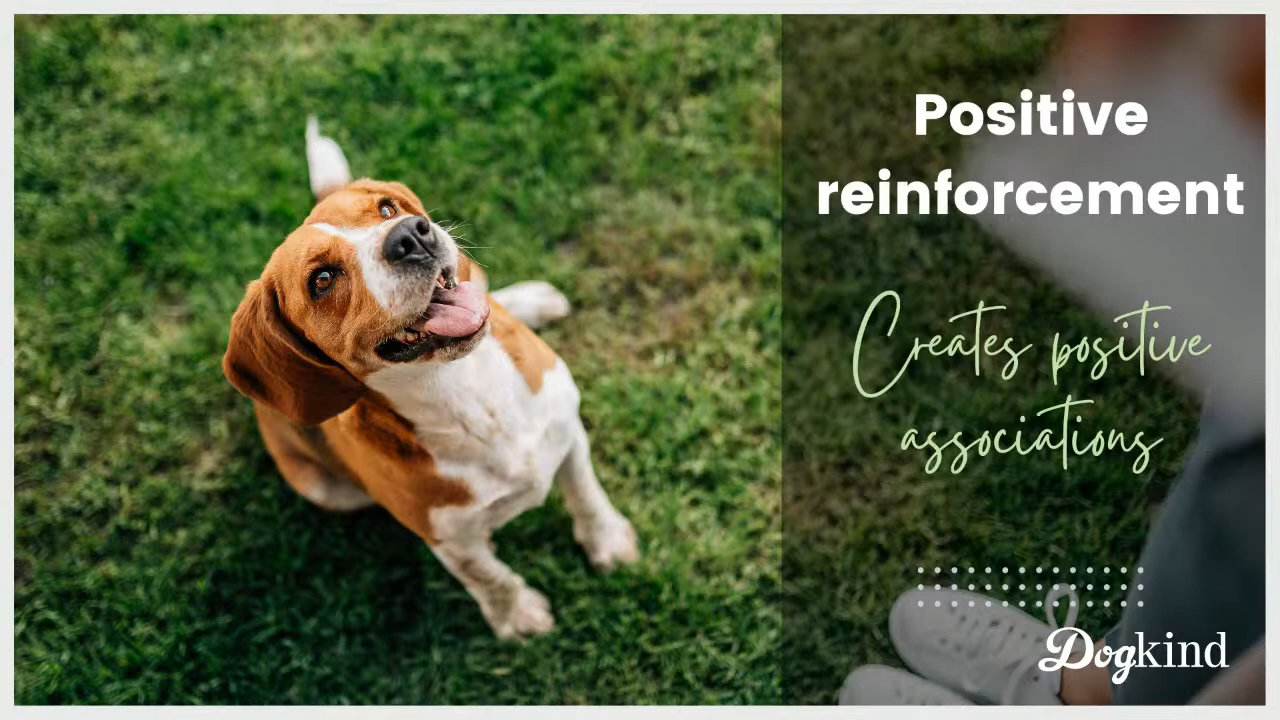 Positive
reinforcement
Creates positive
associations
Dogkind